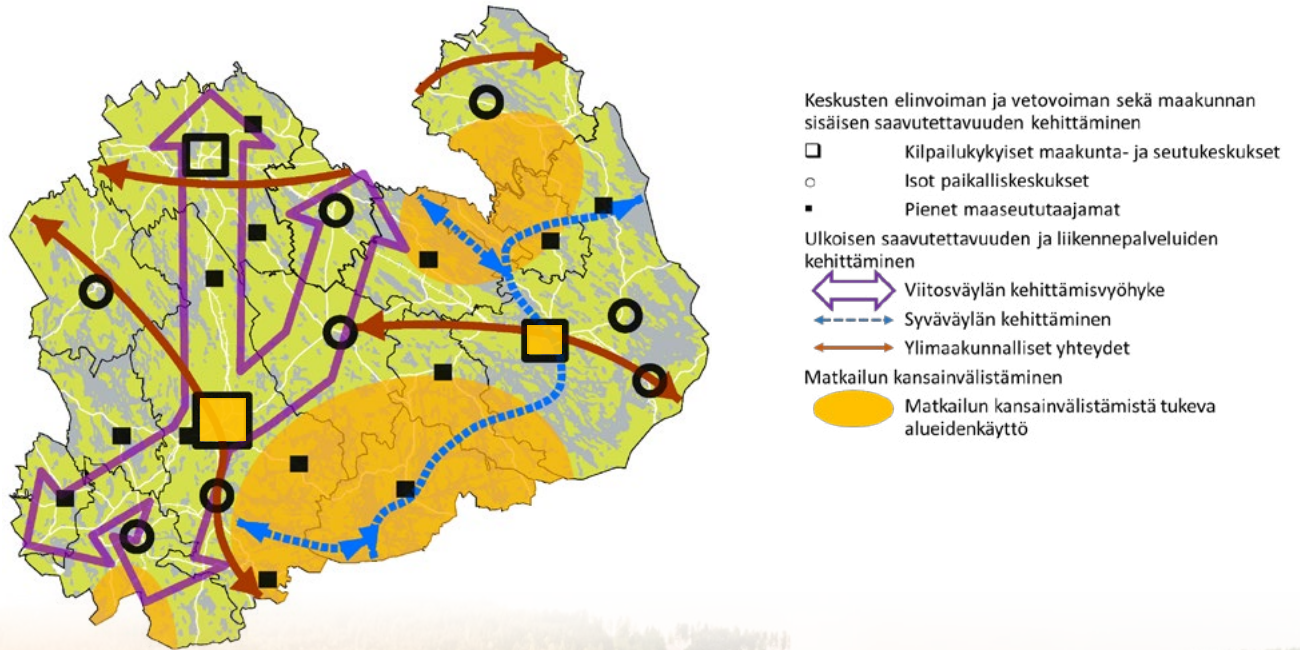 Keskusten elinvoiman ja vetovoiman sekä maakunnan
sisäisen saavutettavuuden kehittäminen
Kilpailukykyiset maakunta- ja seutukeskukset
Isot paikalliskeskukset
Pienet maaseututaajamat
Ulkoisen saavutettavuuden ja liikennepalveluiden
kehittäminen
Viitosväylän kehittämisvyöhyke
Syväväylän kehittäminen
Ylimaakunnalliset yhteydet
Matkailun kansainvälistäminen
Matkailun kansainvälistämistä tukeva
alueidenkäyttö